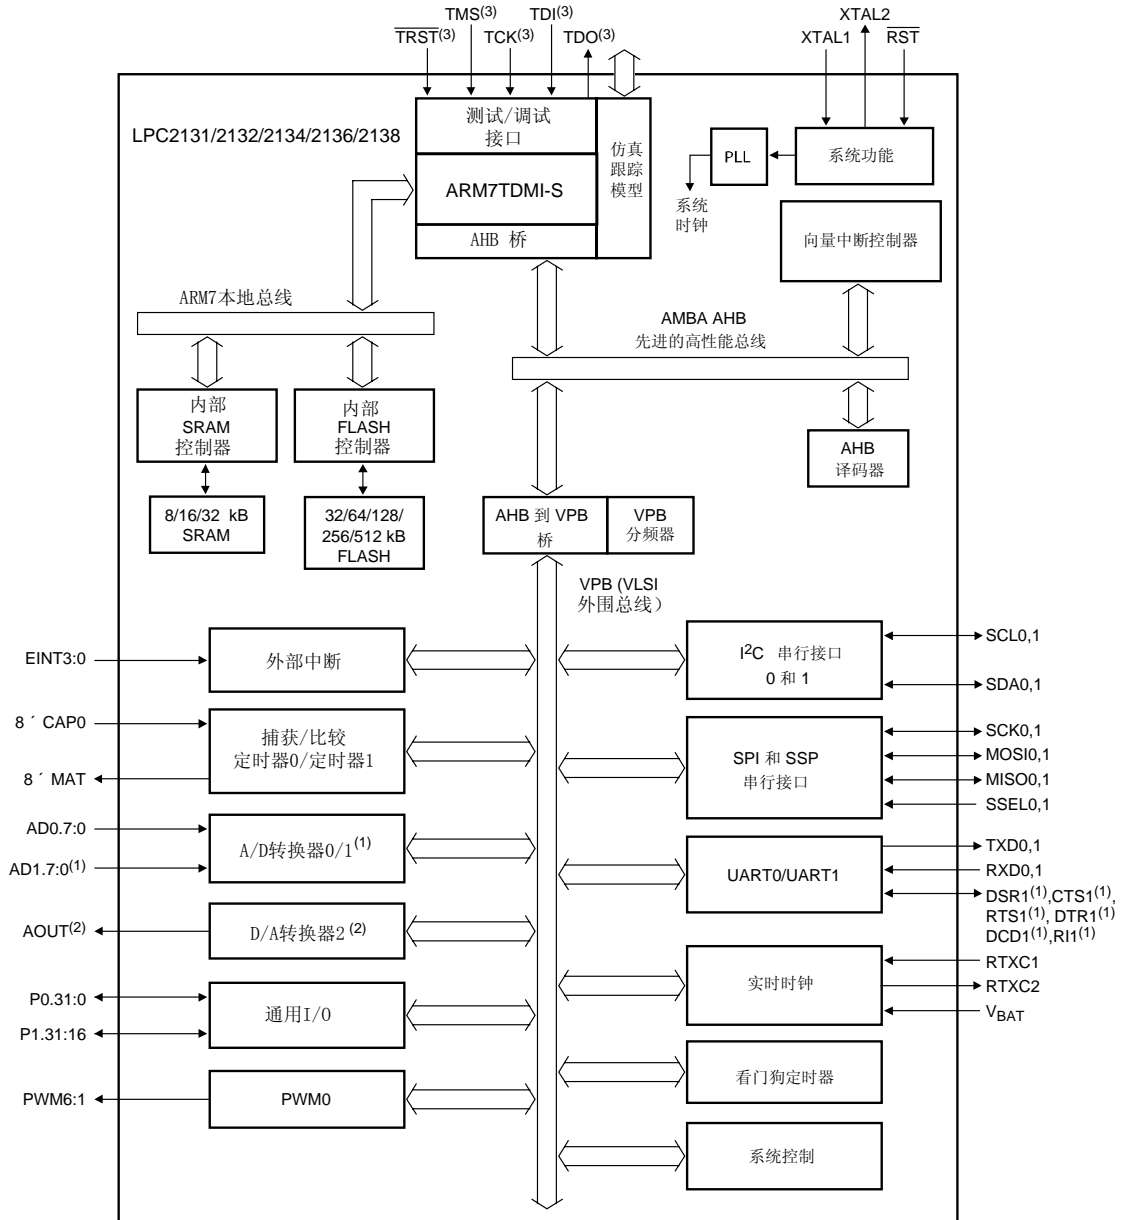 TMS(3)
TDI(3)
XTAL2
TRST(3)
TCK(3)
TDO(3)
XTAL1
RST
LPC2131/2132/2134/2136/2138
测试/调试
接口
仿真
跟踪
模型
ARM7TDMI-S
AHB 桥
PLL
系统功能
系统
时钟
向量中断控制器
ARM7本地总线
AMBA AHB
先进的高性能总线
内部
SRAM
控制器
内部
FLASH
控制器
AHB
译码器
8/16/32 kB
SRAM
32/64/128/
256/512 kB
FLASH
AHB 到 VPB
桥
VPB
分频器
VPB (VLSI
外围总线)
EINT3:0
外部中断
I2C 串行接口
0 和 1
SCL0,1
SDA0,1
8 ´ CAP0
8 ´ MAT
捕获/比较
定时器0/定时器1
SPI 和 SSP
串行接口
SCK0,1
MOSI0,1
MISO0,1
SSEL0,1
AD0.7:0
AD1.7:0(1)
A/D转换器0/1(1)
UART0/UART1
TXD0,1
RXD0,1
DSR1(1),CTS1(1),
RTS1(1), DTR1(1)
DCD1(1),RI1(1)
AOUT(2)
D/A转换器2(2)
P0.31:0
P1.31:16
通用I/O
实时时钟
RTXC1
RTXC2
VBAT
PWM6:1
PWM0
看门狗定时器
系统控制